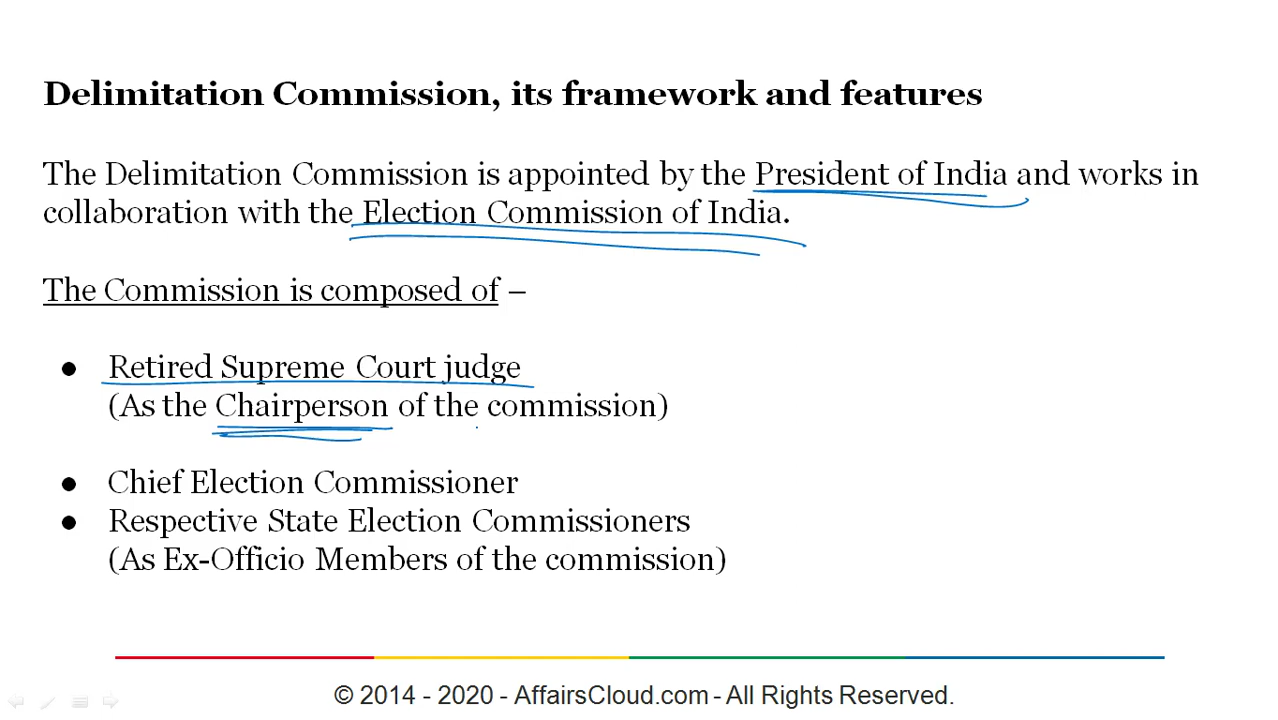 Delimitation Commission, its framework and features
The Delimitation Commission is appointed by the President of India and works in
collaboration with the Election Commission of India.
The Commission is composed of –
● Retired Supreme Court judge
(As the Chairperson of the commission)
● Chief Election Commissioner
● Respective State Election Commissioners
(As Ex-Officio Members of the commission)
© 2014 - 2020 - AffairsCloud.com - All Rights Reserved.